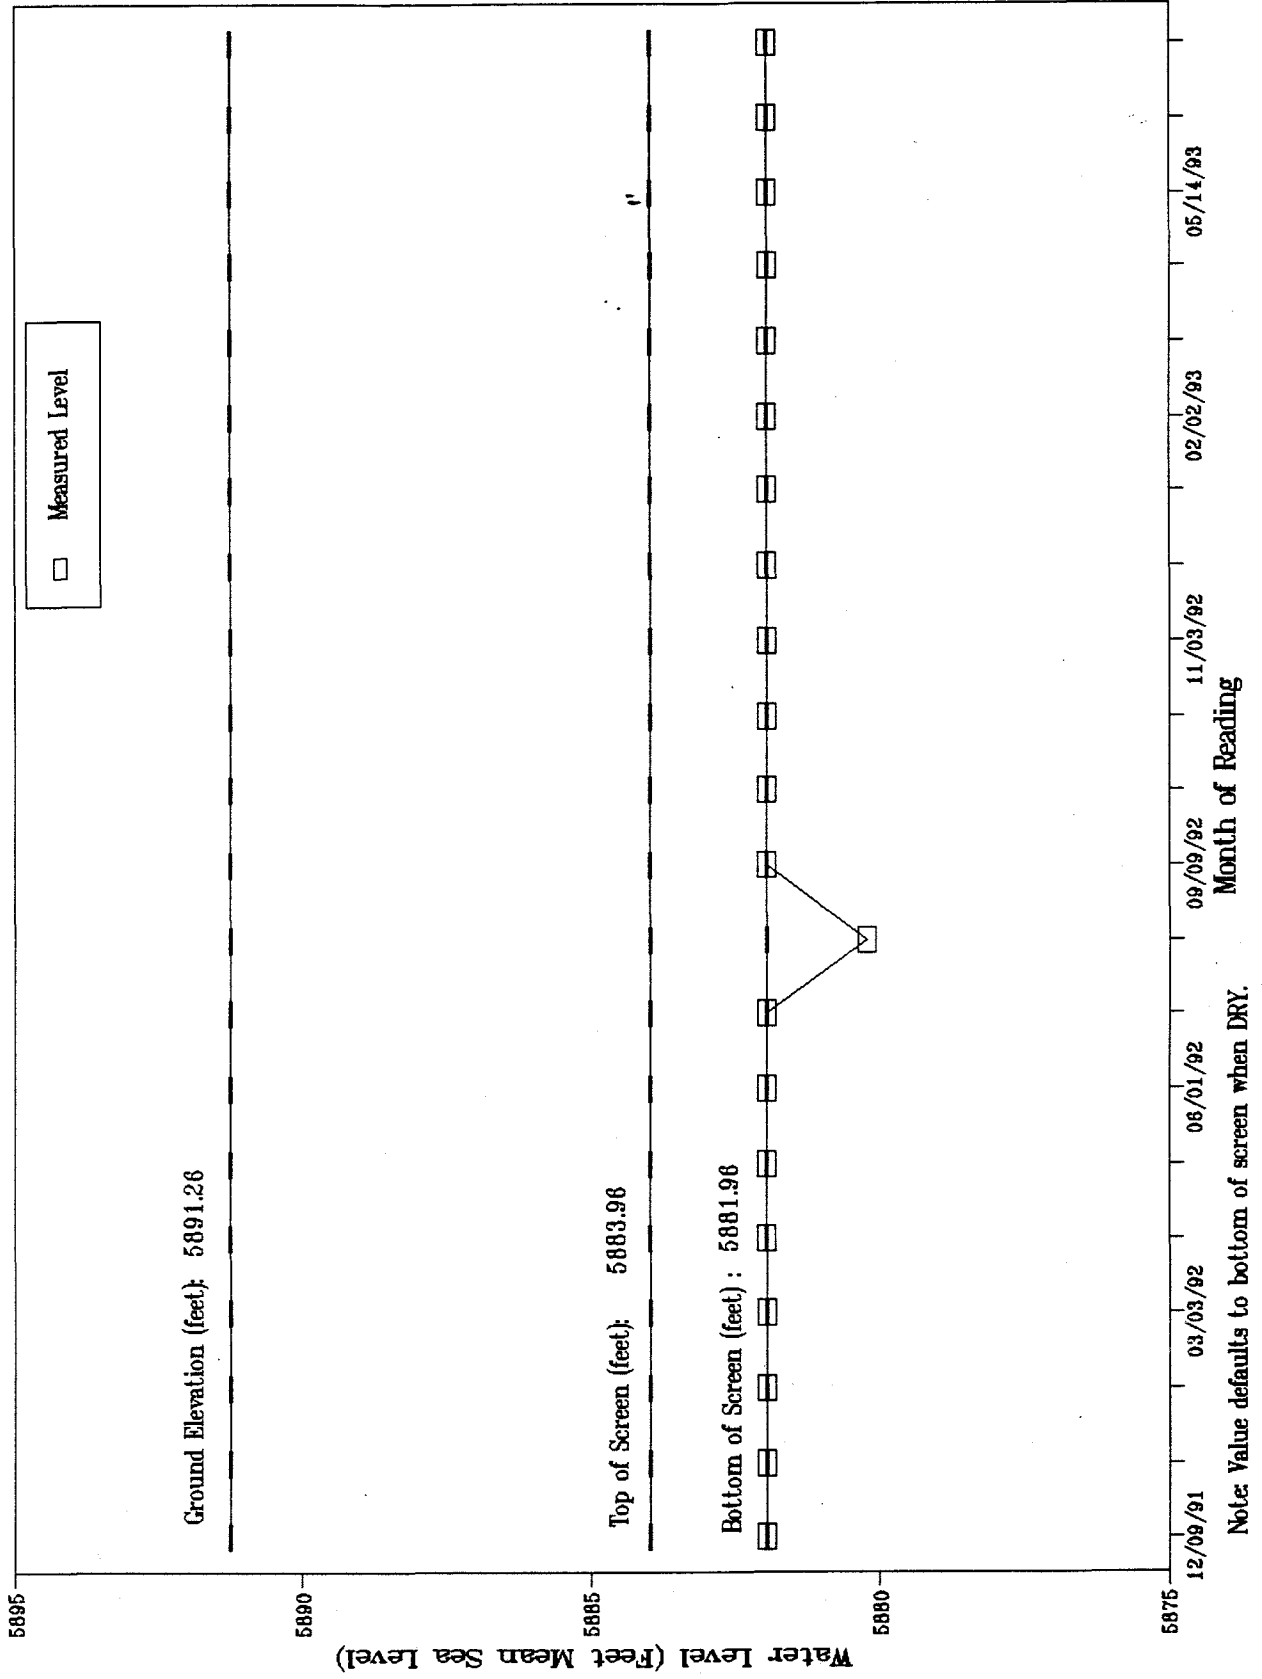 Measured Level
Ground Elevation (feet): 5891.26
Top of Screen (feet): 5883.96
Bottom of Screen (feet) : 5881.96
5895
5890
5885
5880
5875
Water Level (Feet Mean Sea Level)
12/09/91 03/03/92 06/01/92 09/09/92 11/03/92 02/02/93 05/14/93
Month of Reading
Note: Value defaults to bottom of screen when DRY.